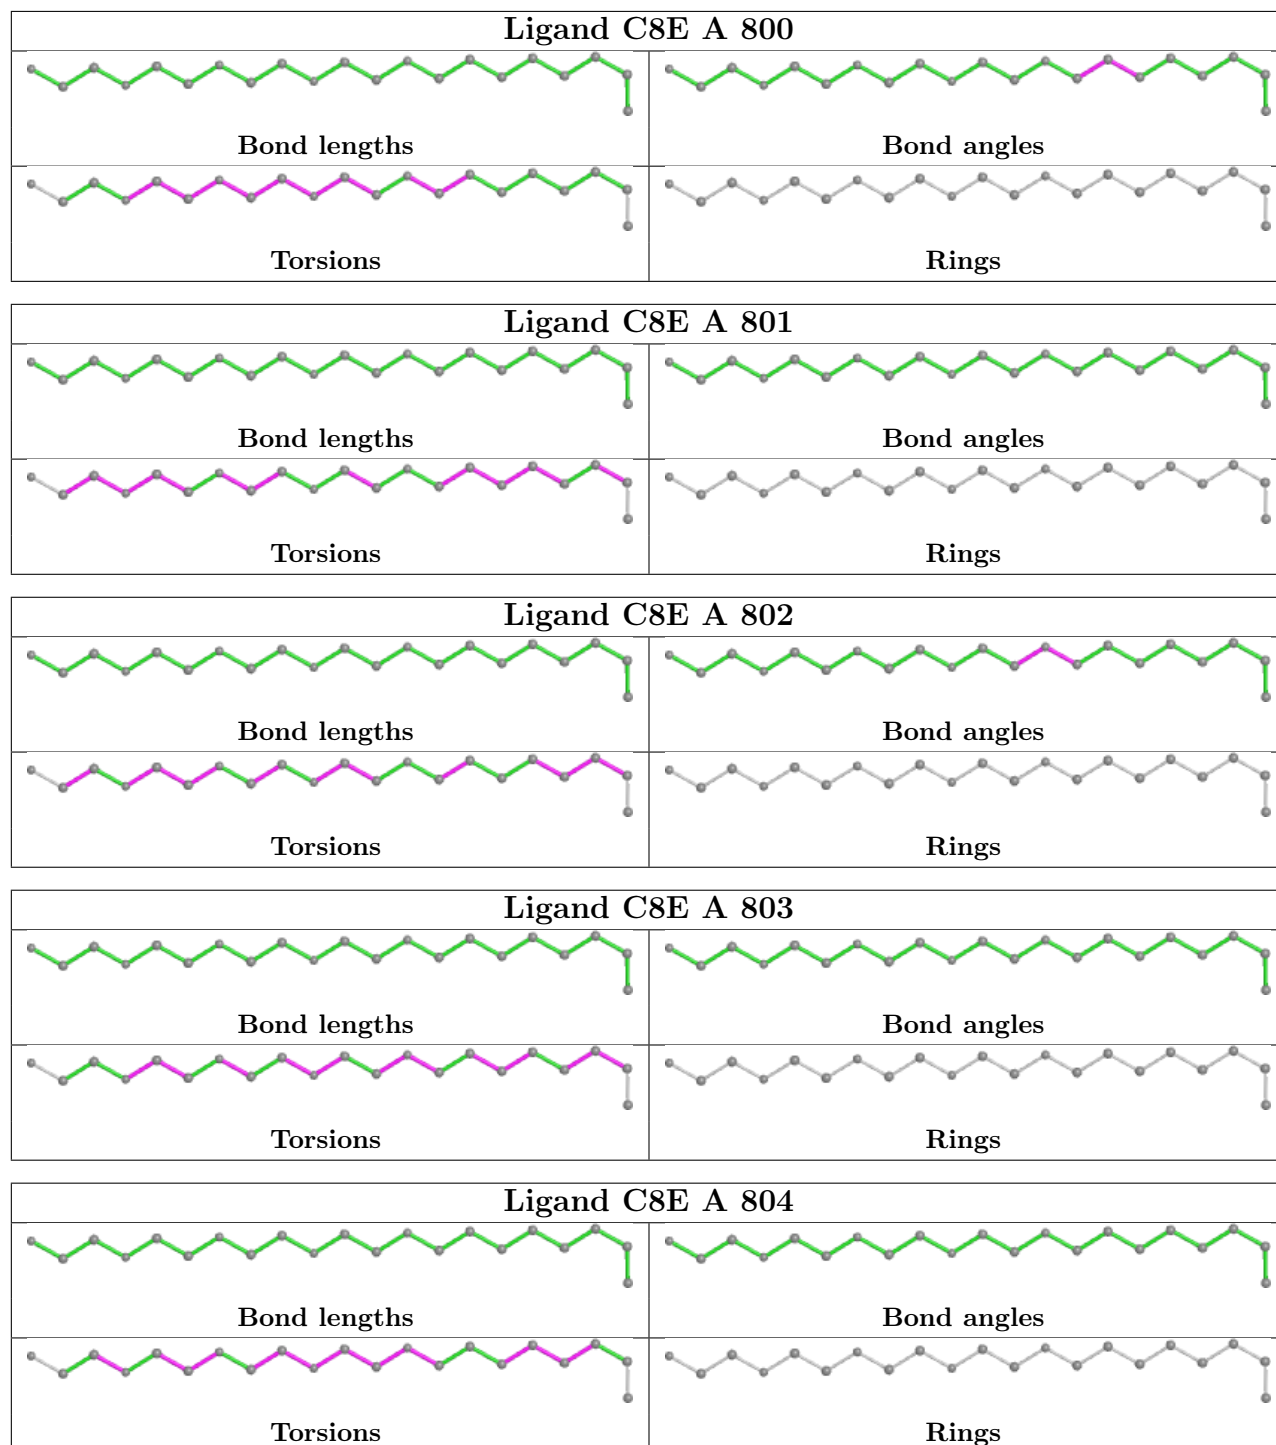 Ligand C8E A 800
Bond lengths
Bond angles
Torsions
Rings
Ligand C8E A 801
Bond lengths
Bond angles
Torsions
Rings
Ligand C8E A 802
Bond lengths
Bond angles
Torsions
Rings
Ligand C8E A 803
Bond lengths
Bond angles
Torsions
Rings
Ligand C8E A 804
Bond lengths
Bond angles
Torsions
Rings